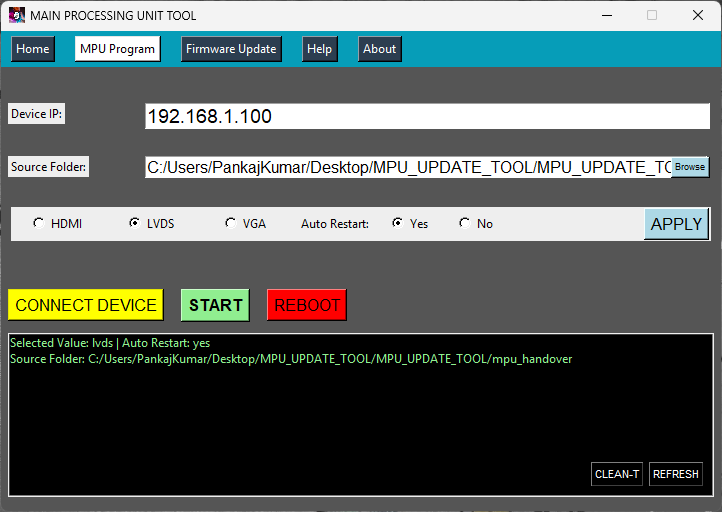 MAIN PROCESSING UNIT TOOL
Home MPU Program Firmware Update Help About
Device IP: 192.168.1.100
Source Folder: C:/Users/PankajKumar/Desktop/MPU_UPDATE_TOOL/MPU_UPDATE_TO Browse
HDMI LVDS VGA Auto Restart: Yes No APPLY
CONNECT DEVICE START REBOOT
Selected Value: lvds | Auto Restart: yes
Source Folder: C:/Users/PankajKumar/Desktop/MPU_UPDATE_TOOL/MPU_UPDATE_TOOL/mpu_handover
CLEAN-T REFRESH